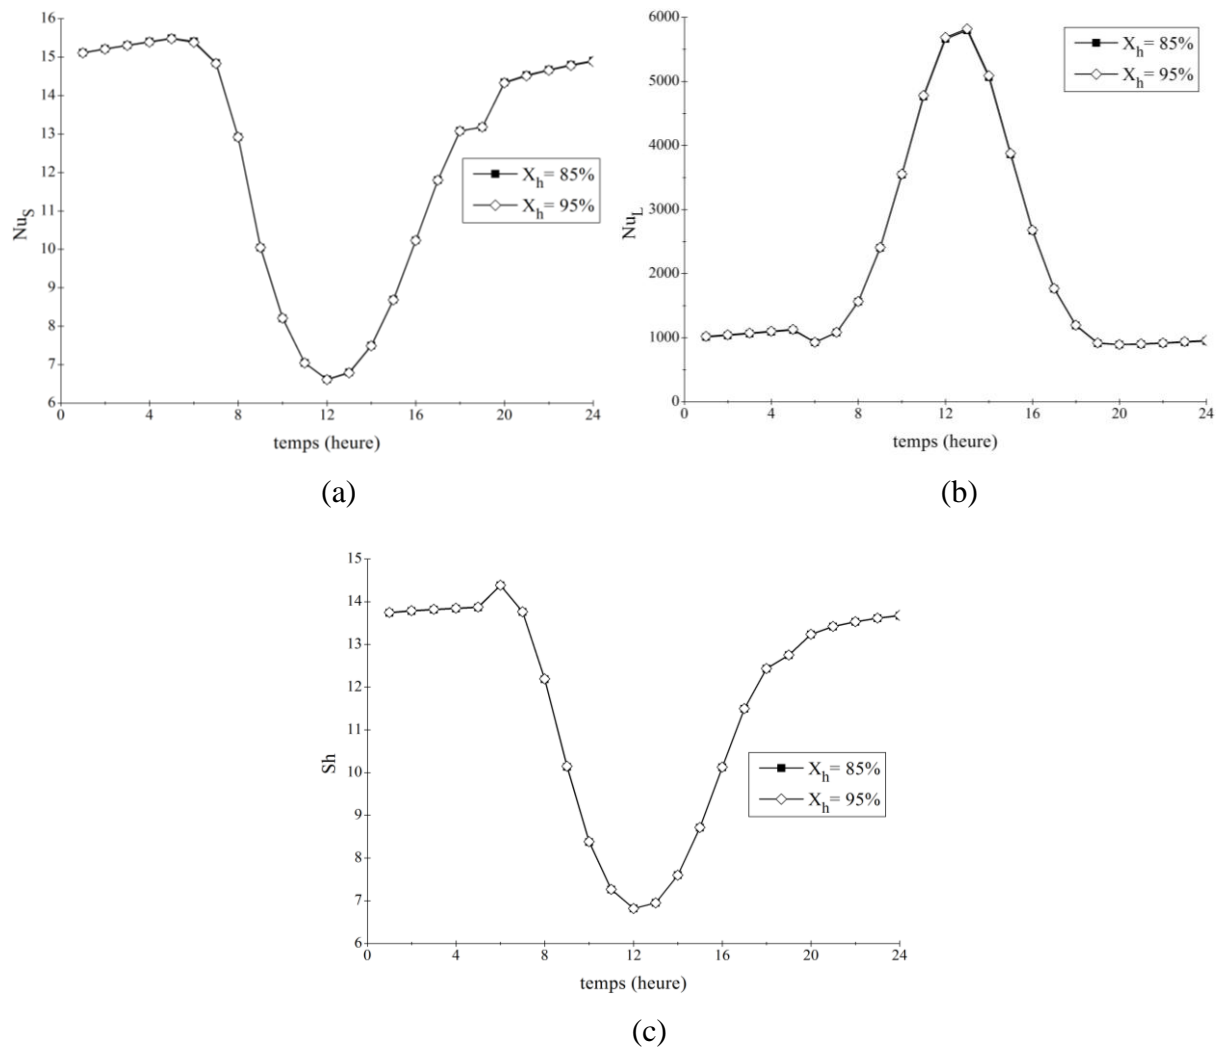 16
15
14
13
12
11
10
9
8
7
6
Nu_S
0 4 8 12 16 20 24
temps (heure)
X_h= 85%
X_h= 95%
(a)
6000
5000
4000
3000
2000
1000
0
Nu_L
0 4 8 12 16 20 24
temps (heure)
X_h= 85%
X_h= 95%
(b)
15
14
13
12
11
10
9
8
7
6
Sh
0 4 8 12 16 20 24
temps (heure)
X_h= 85%
X_h= 95%
(c)